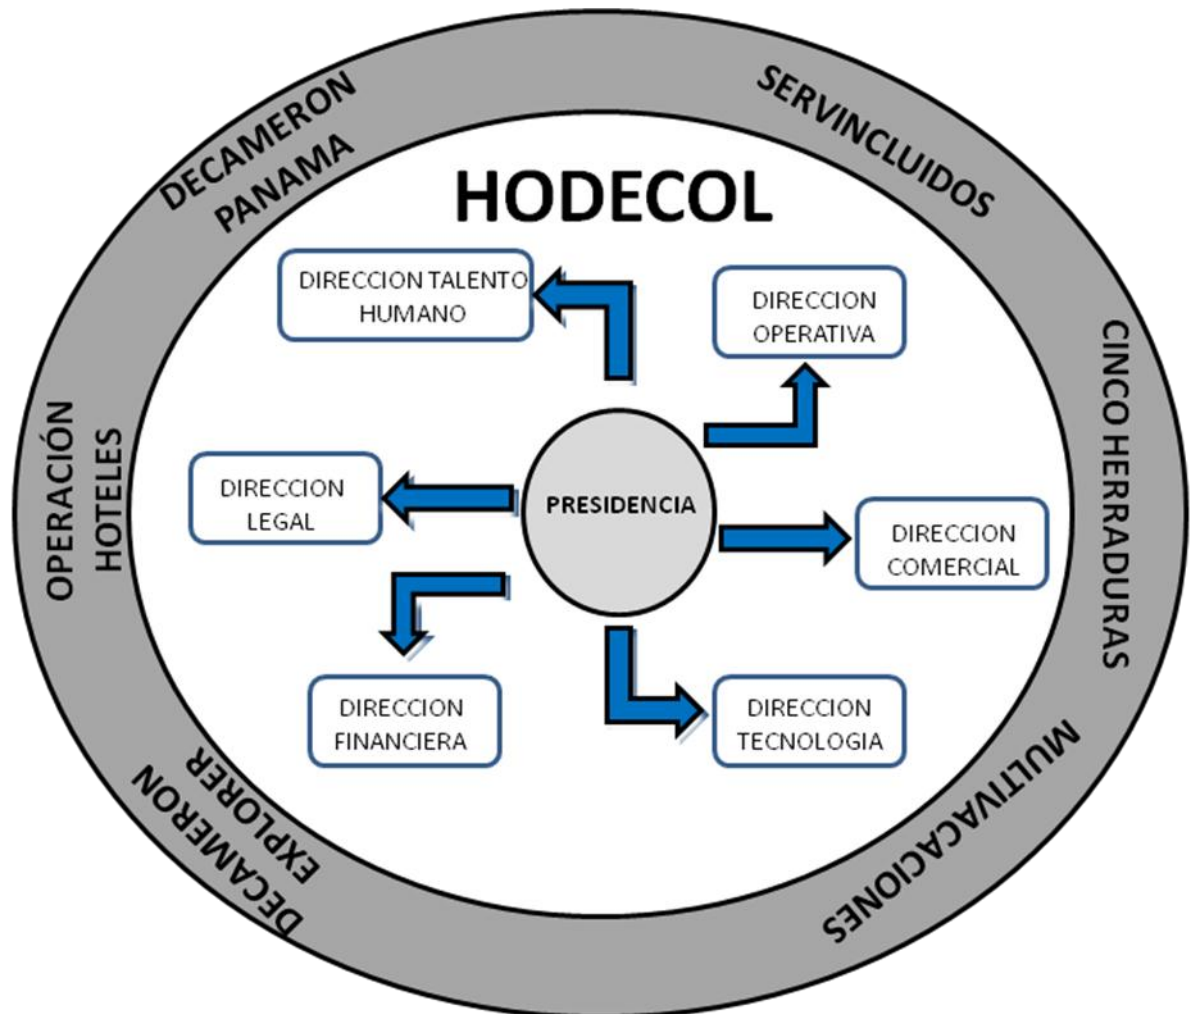 DECAMERON
PANAMA
SERVINCLUIDOS
HODECOL
DIRECCION TALENTO
HUMANO
DIRECCION
OPERATIVA
CINCO HERRADURAS
OPERACIÓN
HOTELES
DIRECCION
LEGAL
PRESIDENCIA
DIRECCION
COMERCIAL
DIRECCION
FINANCIERA
DIRECCION
TECNOLOGIA
DECAMERON
EXPLORER
MULTIVACACIONES